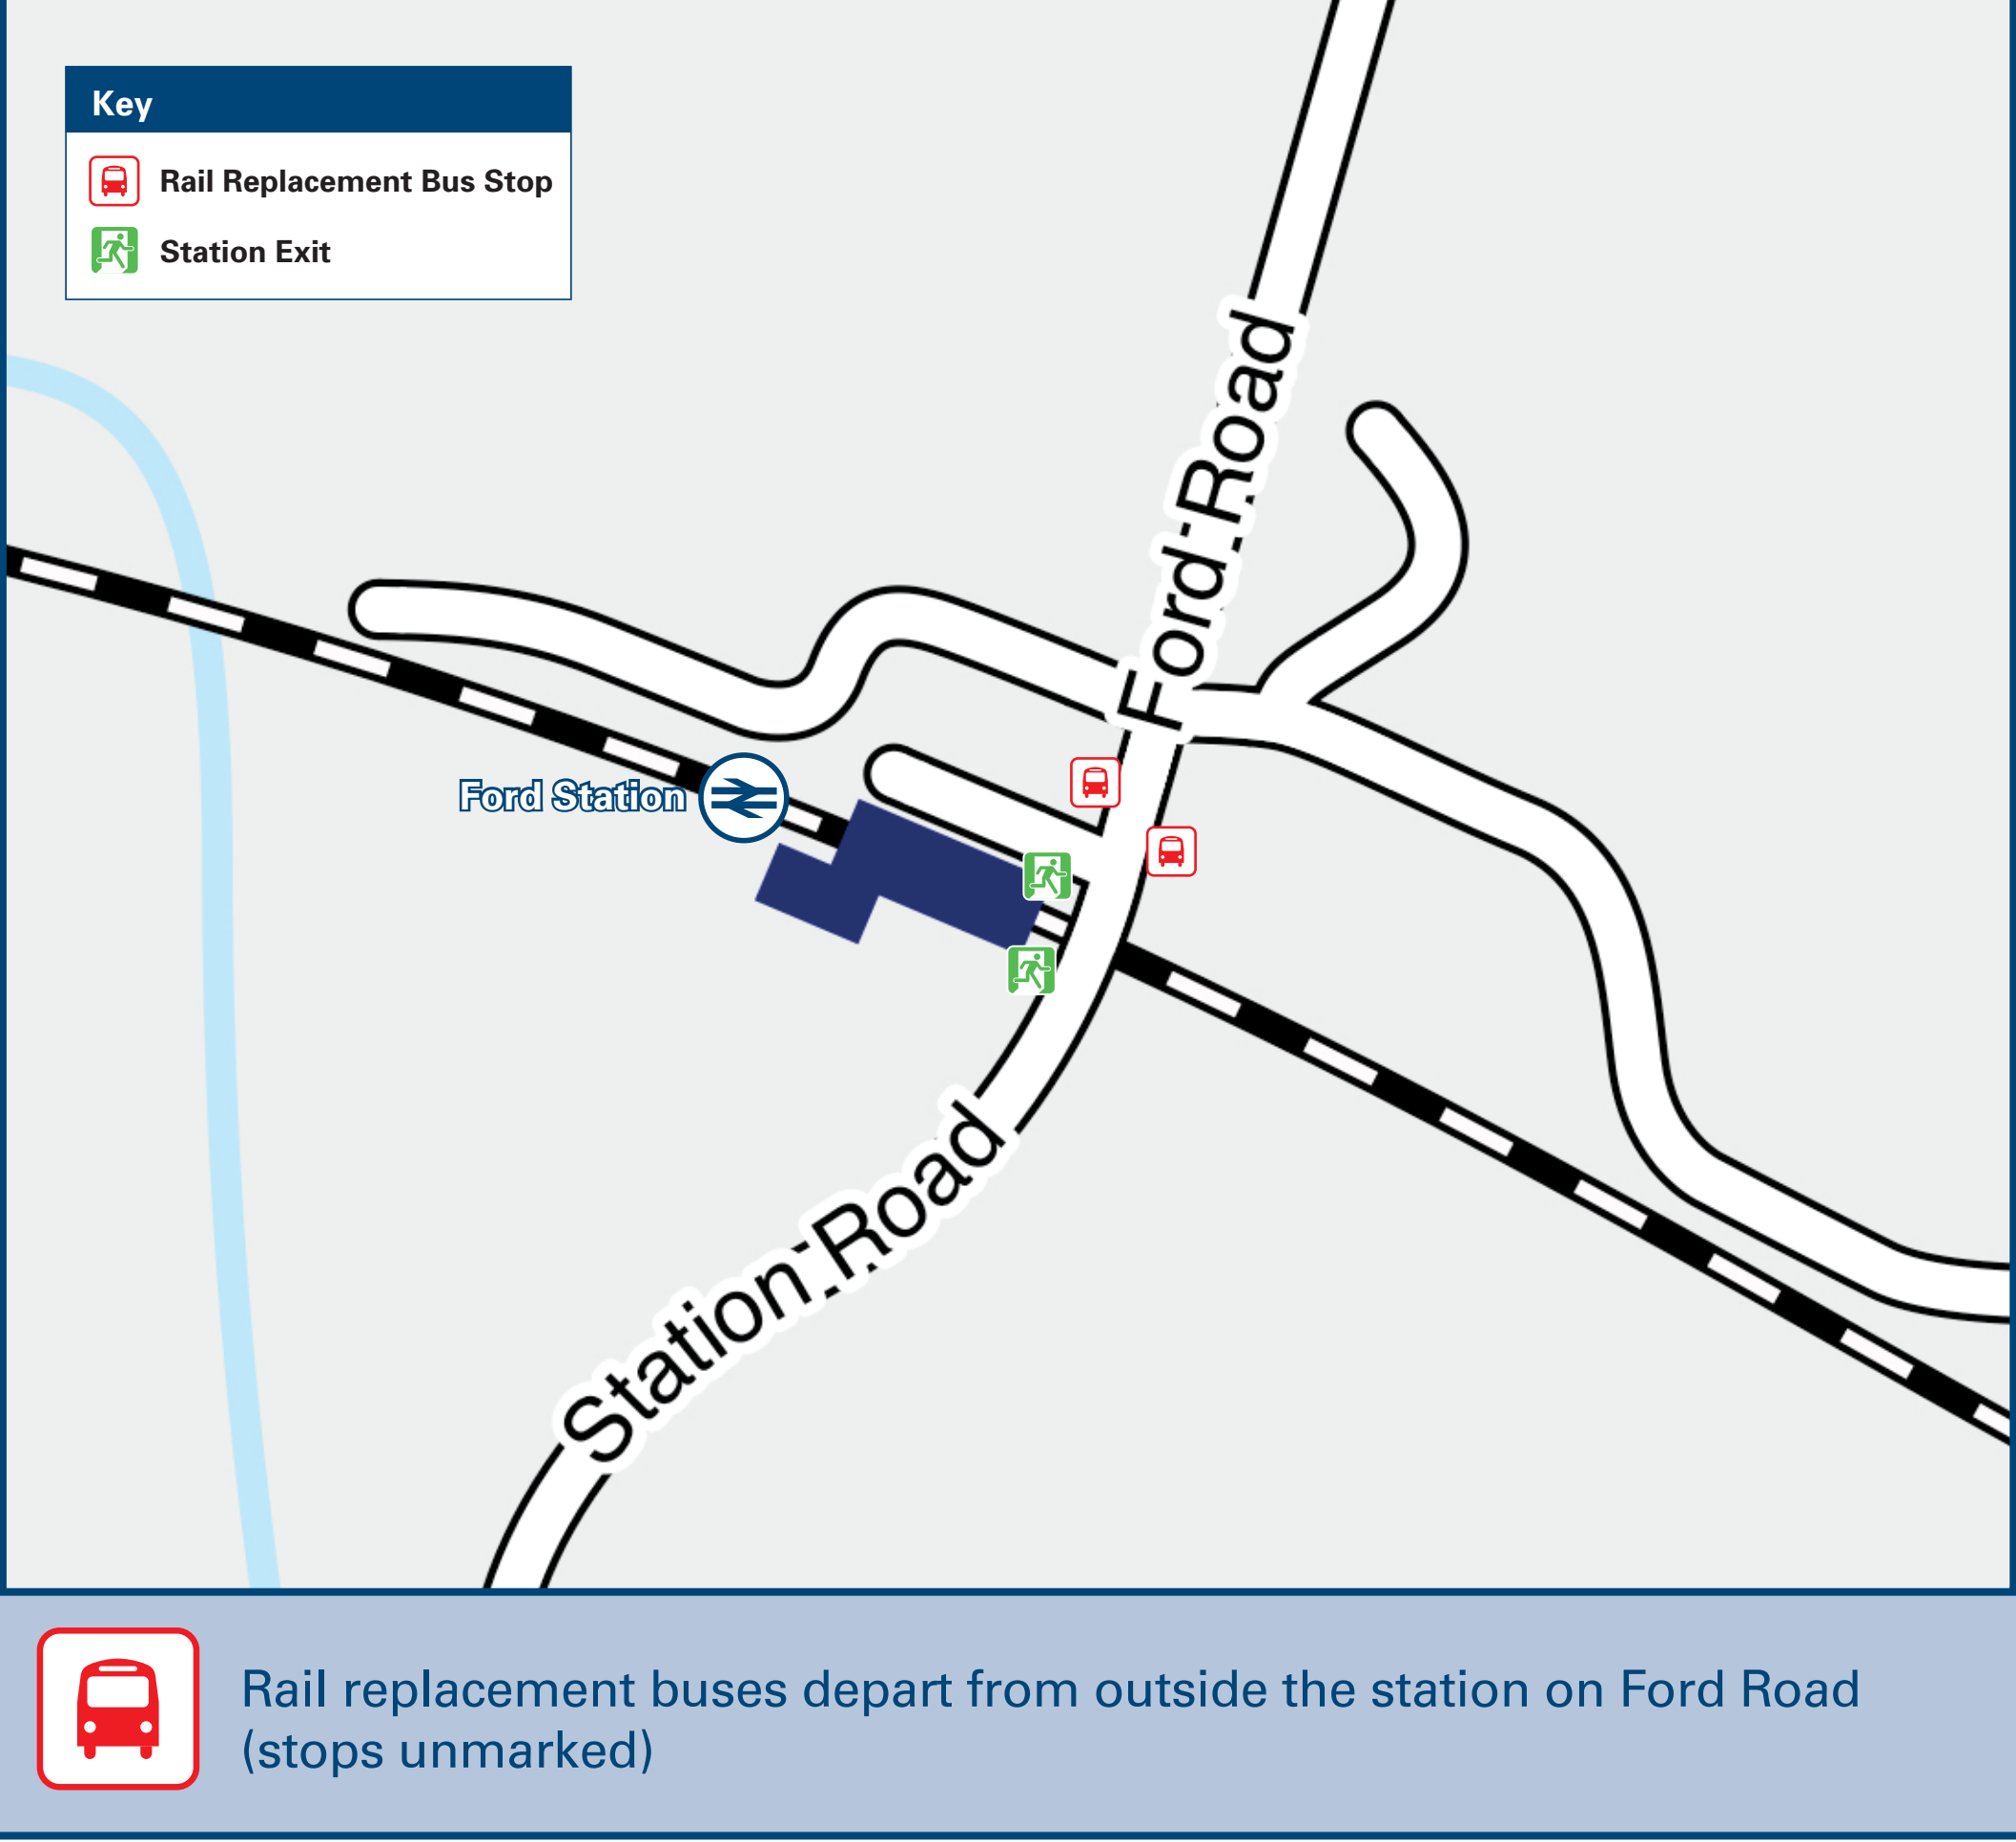 Key
Rail Replacement Bus Stop
Station Exit
Ford Road
Ford Station
Station Road
Rail replacement buses depart from outside the station on Ford Road
(stops unmarked)